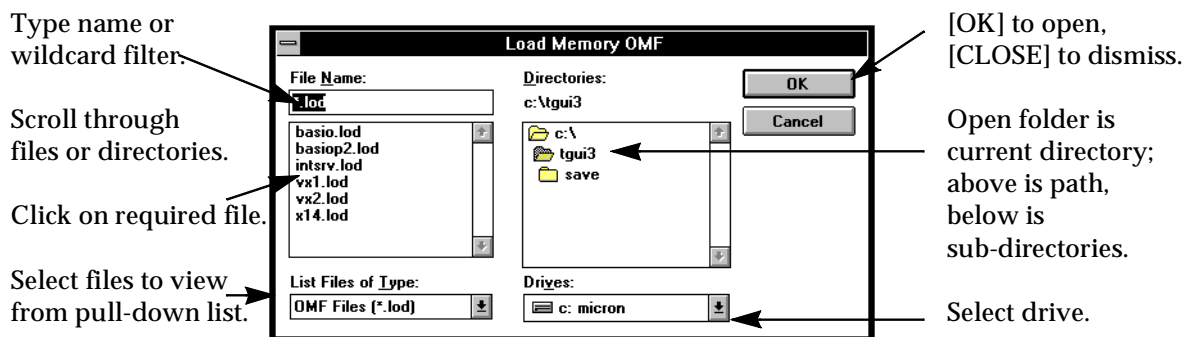 Type name or
wildcard filter.
Scroll through
files or directories.
Click on required file.
Select files to view
from pull-down list.
Load Memory OMF
File Name:
*.lod
basio.lod
basiop2.lod
intsrv.lod
vx1.lod
vx2.lod
x14.lod
List Files of Type:
OMF Files (*.lod)
Directories:
c:\tgui3
c:\
tgui3
save
Drives:
c: micron
OK
Cancel
[OK] to open,
[CLOSE] to dismiss.
Open folder is
current directory;
above is path,
below is
sub-directories.
Select drive.